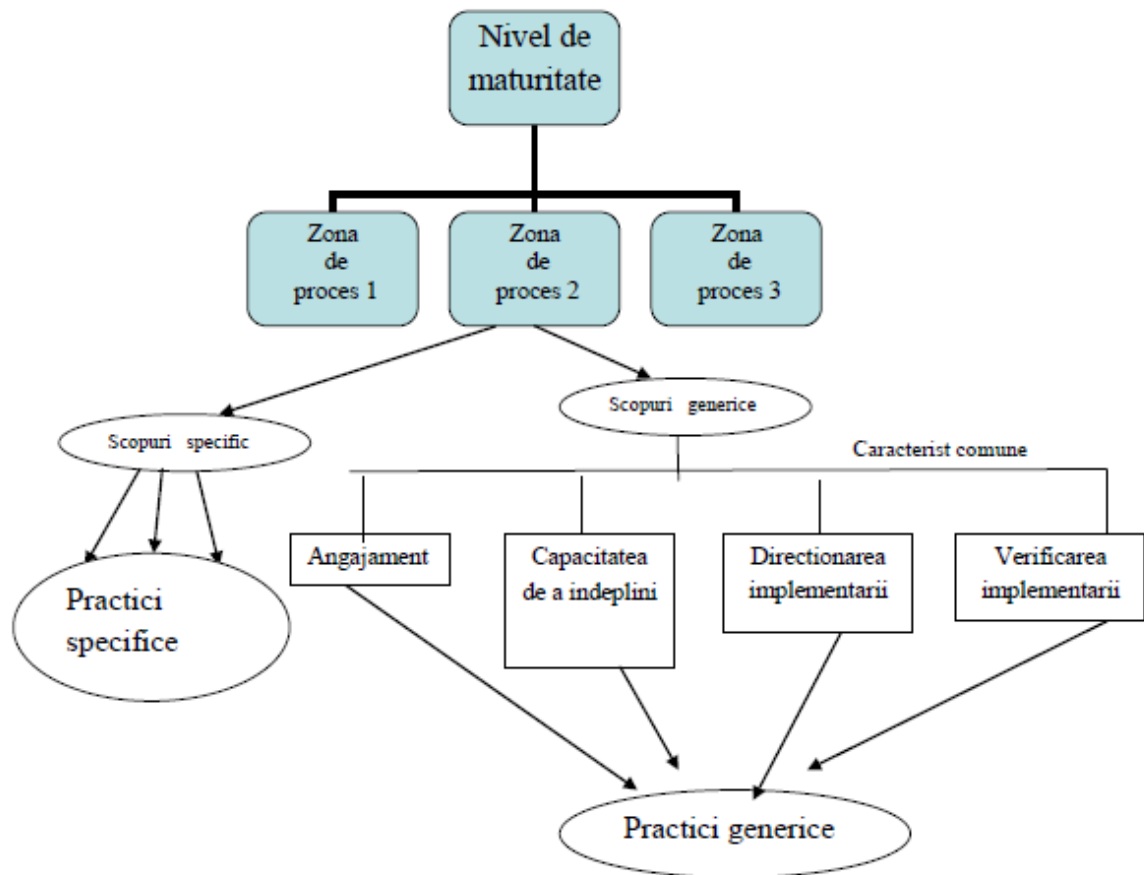 Nivel de
maturitate
Zona
de
proces 1
Zona
de
proces 2
Zona
de
proces 3
Scopuri generice
Scopuri specific
Caracterist comune
Angajament
Capacitatea
de a indeplini
Directionarea
implementarii
Verificarea
implementarii
Practici
specifice
Practici generice